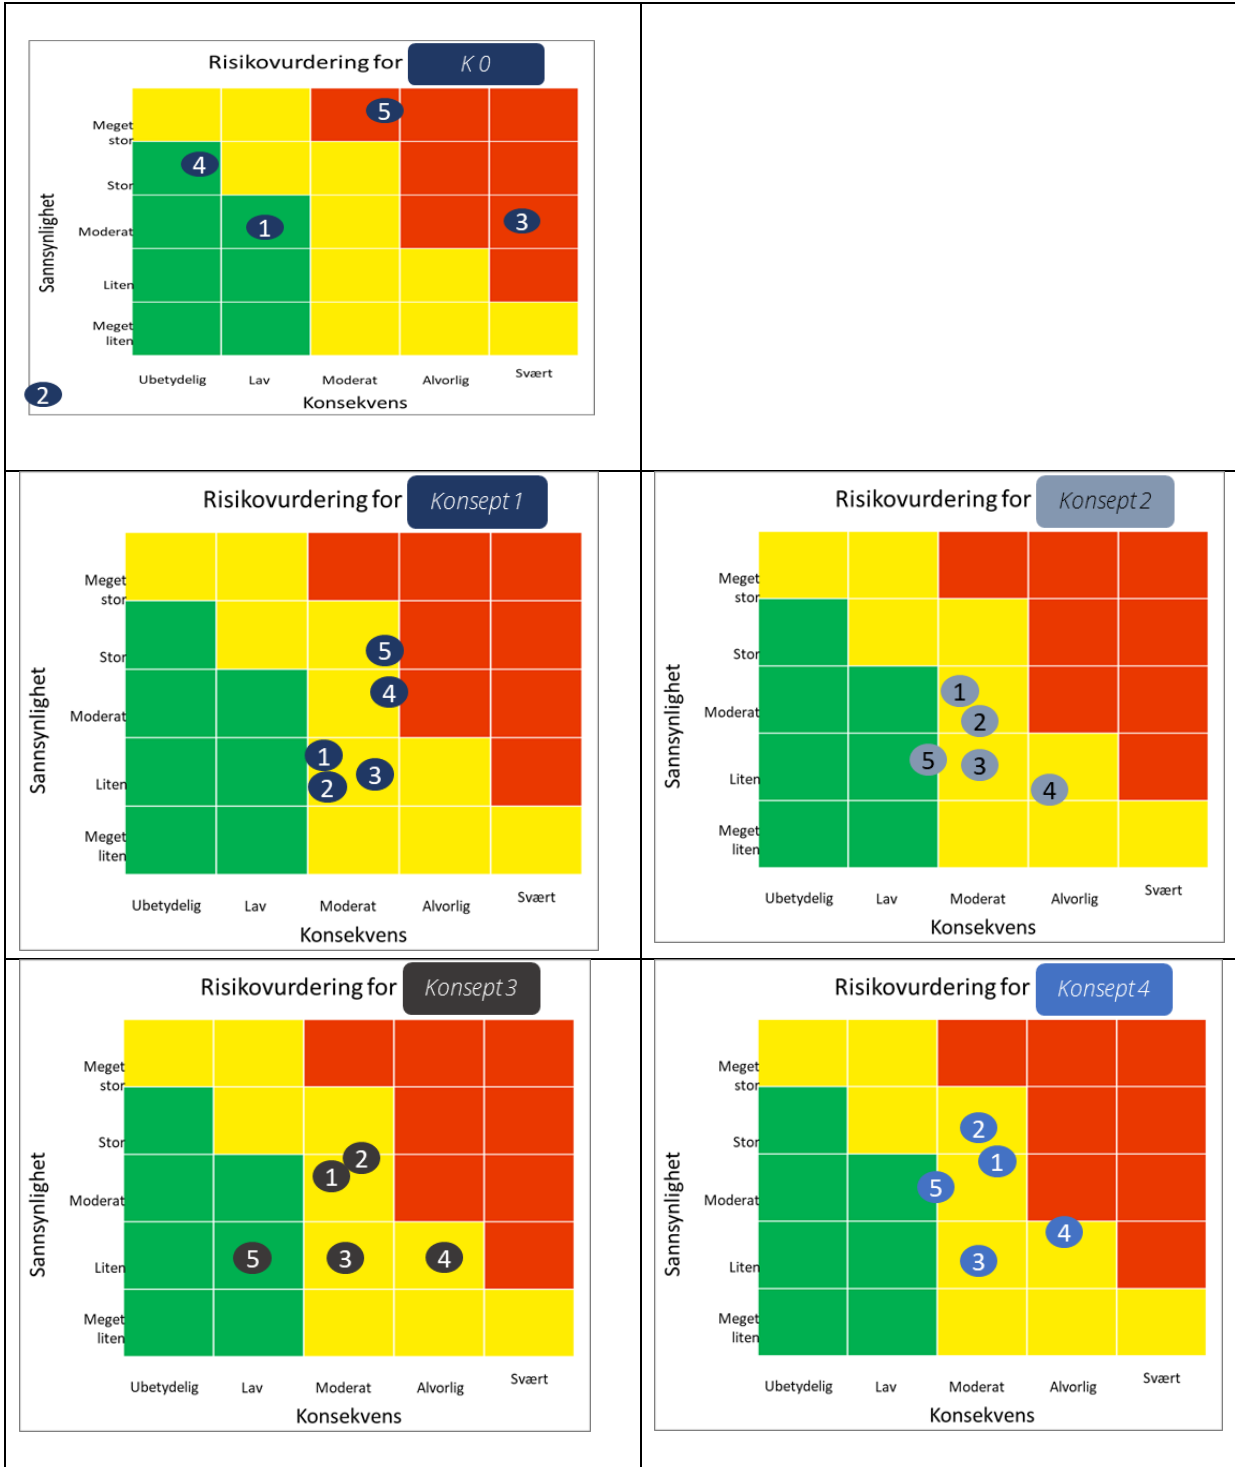 Risikovurdering for K 0
Meget
stor
5
4
Stor
Moderat
1
3
Liten
Meget
liten
Sannsynlighet
Ubetydelig Lav Moderat Alvorlig Svært
2
Konsekvens
Risikovurdering for Konsept 1
Meget
stor
Stor
5
4
Moderat
1
2
3
Liten
Meget
liten
Sannsynlighet
Ubetydelig Lav Moderat Alvorlig Svært
Konsekvens
Risikovurdering for Konsept 2
Meget
stor
Stor
1
Moderat
2
5
3
Liten
4
Meget
liten
Sannsynlighet
Ubetydelig Lav Moderat Alvorlig Svært
Konsekvens
Risikovurdering for Konsept 3
Meget
stor
Stor
2
1
Moderat
5
3
4
Liten
Meget
liten
Sannsynlighet
Ubetydelig Lav Moderat Alvorlig Svært
Konsekvens
Risikovurdering for Konsept 4
Meget
stor
2
Stor
1
5
Moderat
4
3
Liten
Meget
liten
Sannsynlighet
Ubetydelig Lav Moderat Alvorlig Svært
Konsekvens